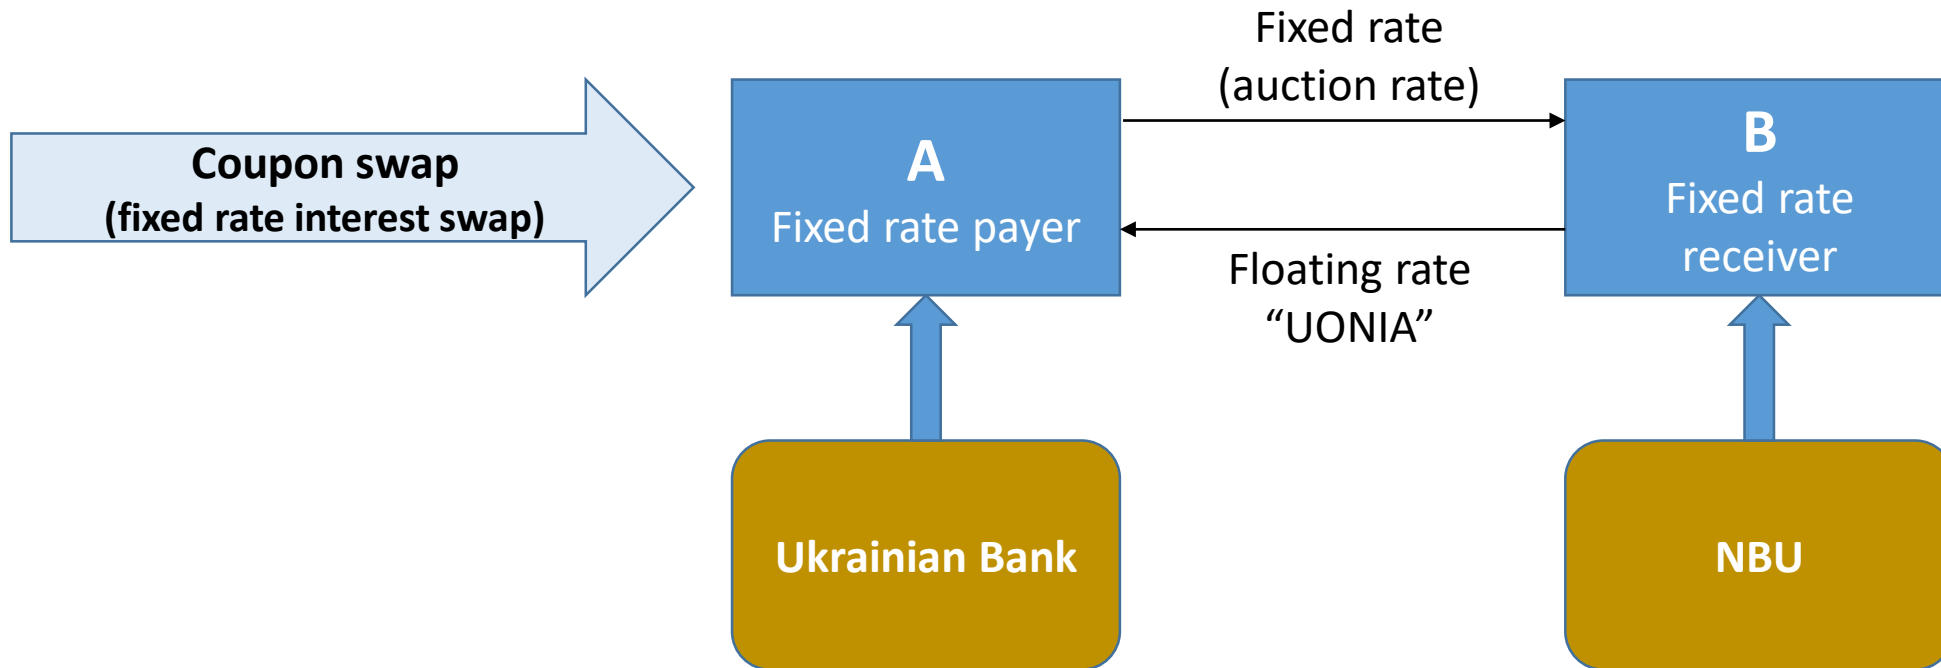 Coupon swap
(fixed rate interest swap)
A
Fixed rate payer
Fixed rate
(auction rate)
Floating rate
“UONIA”
B
Fixed rate
receiver
Ukrainian Bank
NBU